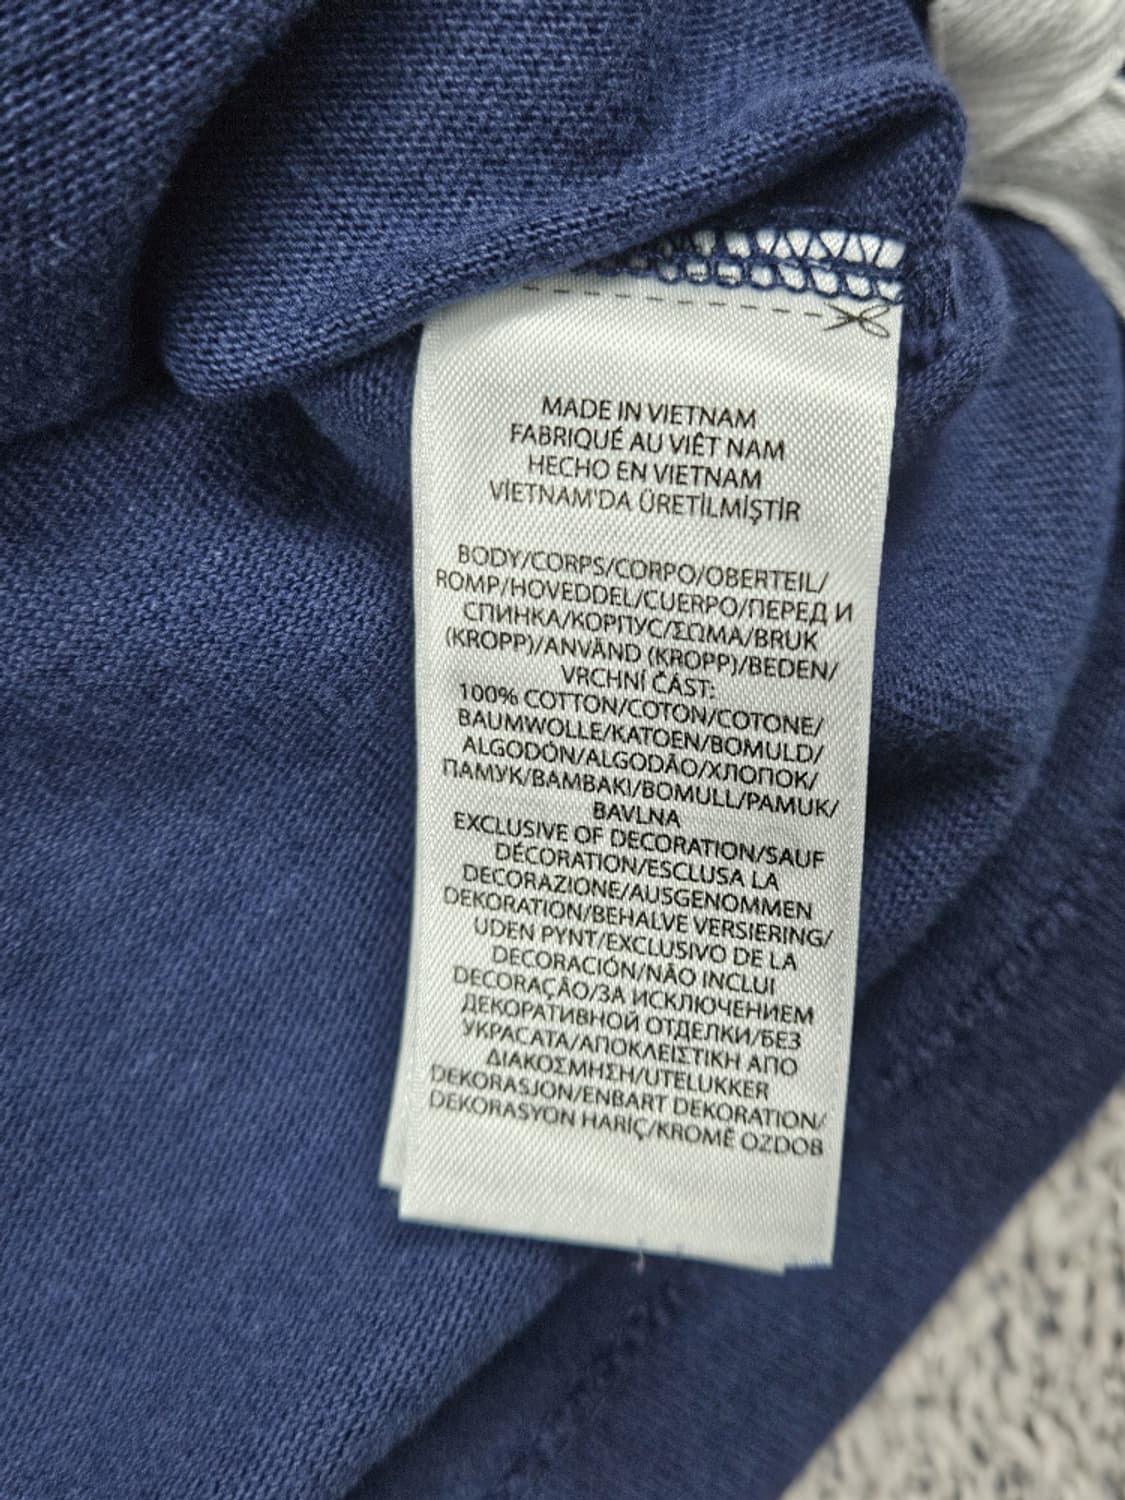 MADE IN VIETNAM
FABRIQUÉ AU VIÊT NAM
HECHO EN VIETNAM
VİETNAM'DA ÜRETİLMİŞTİR
BODY/CORPS/CORPO/OBERTEIL/
ROMP/HOVEDDEL/CUERPO/ПЕРЕД И
СПИНКА/КОРПУС/ΣΩΜΑ/BRUK
(KROPP)/ANVÄND (KROPP)/BEDEN/
VRCHNÍ ČÁST:
100% COTTON/COTON/COTONE/
BAUMWOLLE/KATOEN/BOMULD/
ALGODÓN/ALGODÃO/ХЛОПОК/
ПАМУК/ΒΑΜΒΑΚΙ/BOMULL/PAMUK/
BAVLNA
EXCLUSIVE OF DECORATION/SAUF
DÉCORATION/ESCLUSA LA
DECORAZIONE/AUSGENOMMEN
DEKORATION/BEHALVE VERSIERING/
UDEN PYNT/EXCLUSIVO DE LA
DECORACIÓN/NÃO INCLUI
DECORAÇÃO/ЗА ИСКЛЮЧЕНИЕМ
ДЕКОРАТИВНОЙ ОТДЕЛКИ/БЕЗ
УКРАСАТА/ΑΠΟΚΛΕΙΣΤΙΚΗ ΑΠΟ
ΔΙΑΚΟΣΜΗΣΗ/UTELUKKER
DEKORASJON/ENBART DEKORATION/
DEKORASYON HARİÇ/KROMĚ OZDOB